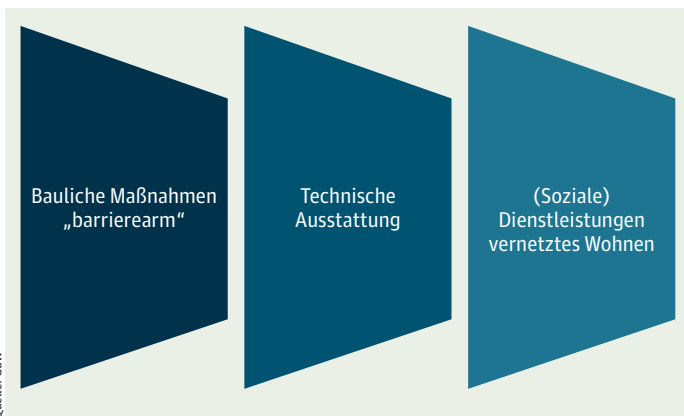 Bauliche Maßnahmen
„barrierearm“
Technische
Ausstattung
(Soziale)
Dienstleistungen
vernetztes Wohnen